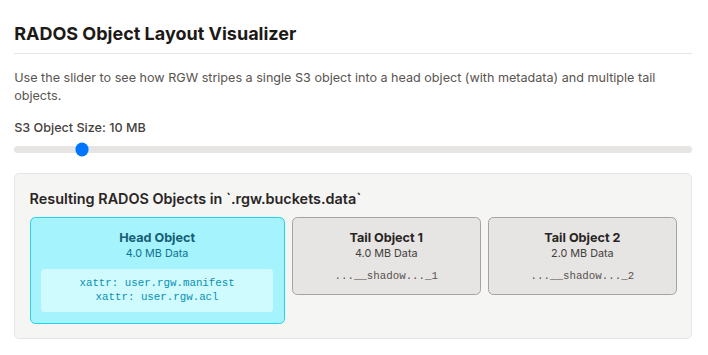 RADOS Object Layout Visualizer
Use the slider to see how RGW stripes a single S3 object into a head object (with metadata) and multiple tail
objects.
S3 Object Size: 10 MB
Resulting RADOS Objects in `.rgw.buckets.data`
Head Object
4.0 MB Data
xattr: user.rgw.manifest
xattr: user.rgw.acl
Tail Object 1
4.0 MB Data
...__shadow..._1
Tail Object 2
2.0 MB Data
...__shadow..._2